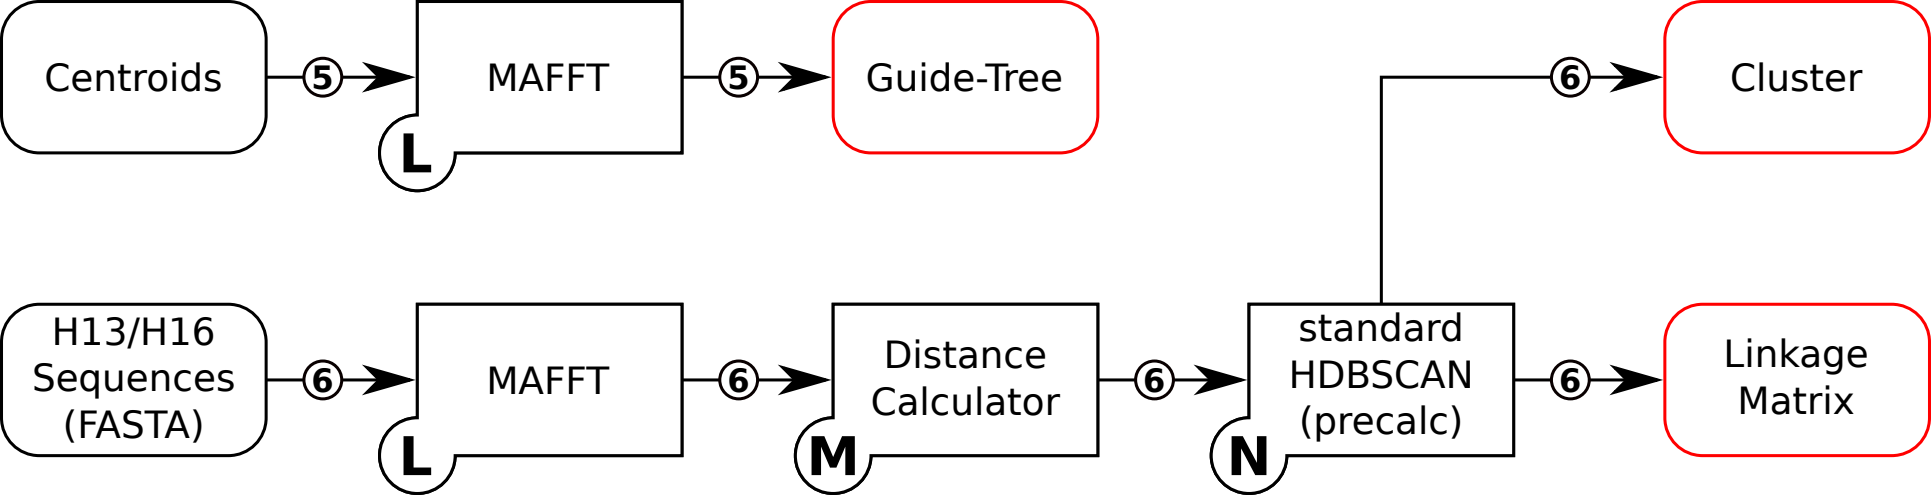 Centroids
5
MAFFT
L
5
Guide-Tree
6
Cluster
H13/H16
Sequences
(FASTA)
6
MAFFT
L
6
Distance
Calculator
M
6
standard
HDBSCAN
(precalc)
N
6
Linkage
Matrix